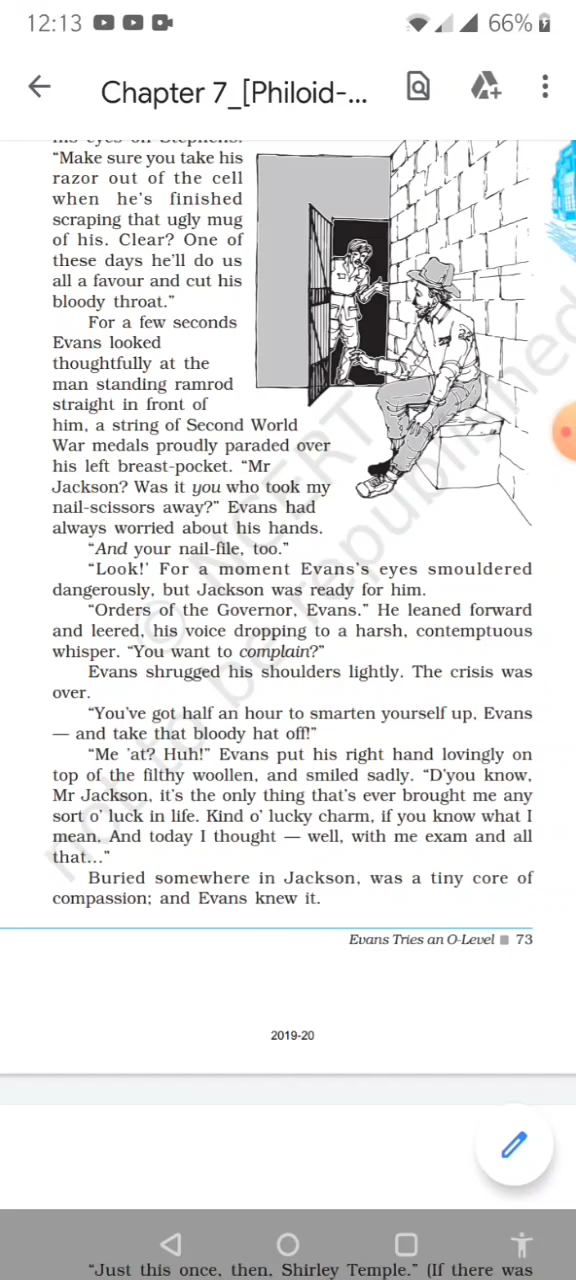 12:13
66%
Chapter 7_[Philoid-...
his eyes on Stephens.
"Make sure you take his
razor out of the cell
when he's finished
scraping that ugly mug
of his. Clear? One of
these days he'll do us
all a favour and cut his
bloody throat."
For a few seconds
Evans looked
thoughtfully at the
man standing ramrod
straight in front of
him, a string of Second World
War medals proudly paraded over
his left breast-pocket. "Mr
Jackson? Was it you who took my
nail-scissors away?" Evans had
always worried about his hands.
"And your nail-file, too."
"Look!' For a moment Evans's eyes smouldered
dangerously, but Jackson was ready for him.
"Orders of the Governor, Evans." He leaned forward
and leered, his voice dropping to a harsh, contemptuous
whisper. "You want to complain?"
Evans shrugged his shoulders lightly. The crisis was
over.
"You've got half an hour to smarten yourself up, Evans
— and take that bloody hat off!"
"Me 'at? Huh!" Evans put his right hand lovingly on
top of the filthy woollen, and smiled sadly. "D'you know,
Mr Jackson, it's the only thing that's ever brought me any
sort o' luck in life. Kind o' lucky charm, if you know what I
mean. And today I thought — well, with me exam and all
that..."
Buried somewhere in Jackson, was a tiny core of
compassion; and Evans knew it.
© NCERT
not to be republished
Evans Tries an O-Level ■ 73
2019-20
"Just this once, then, Shirley Temple." (If there was